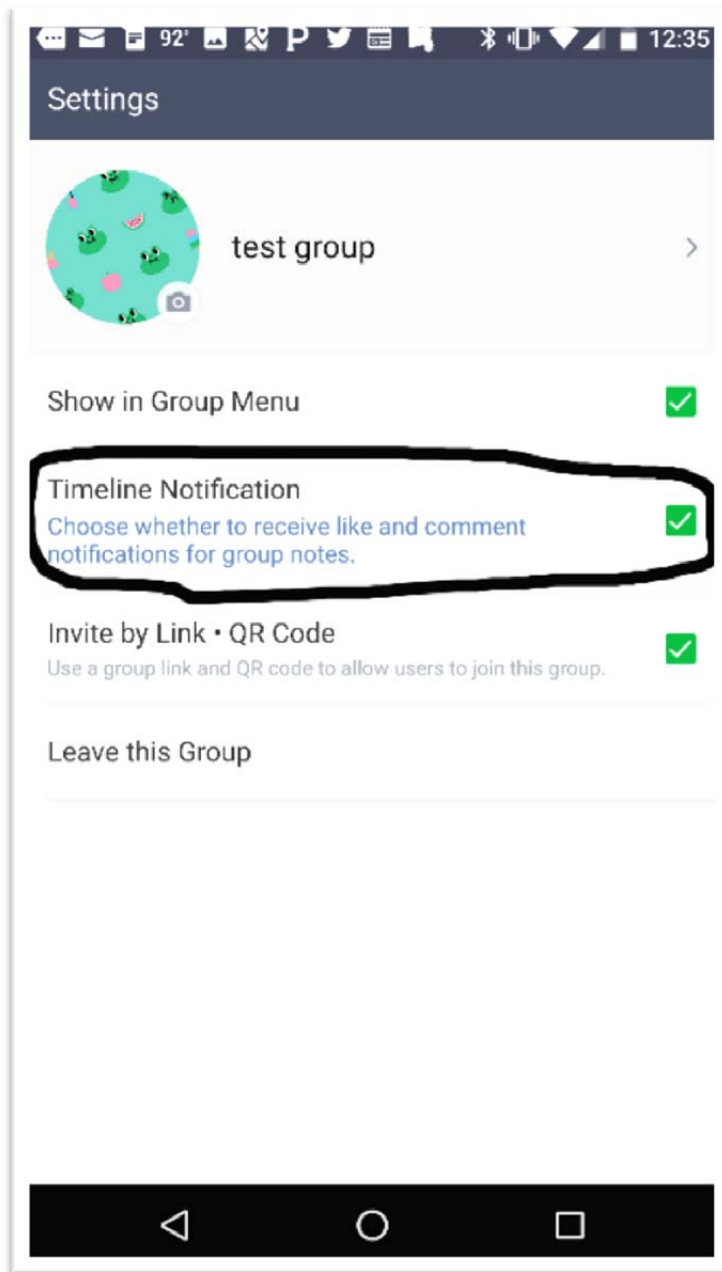 92° 12:35
Settings
test group
Show in Group Menu
Timeline Notification
Choose whether to receive like and comment
notifications for group notes.
Invite by Link • QR Code
Use a group link and QR code to allow users to join this group.
Leave this Group